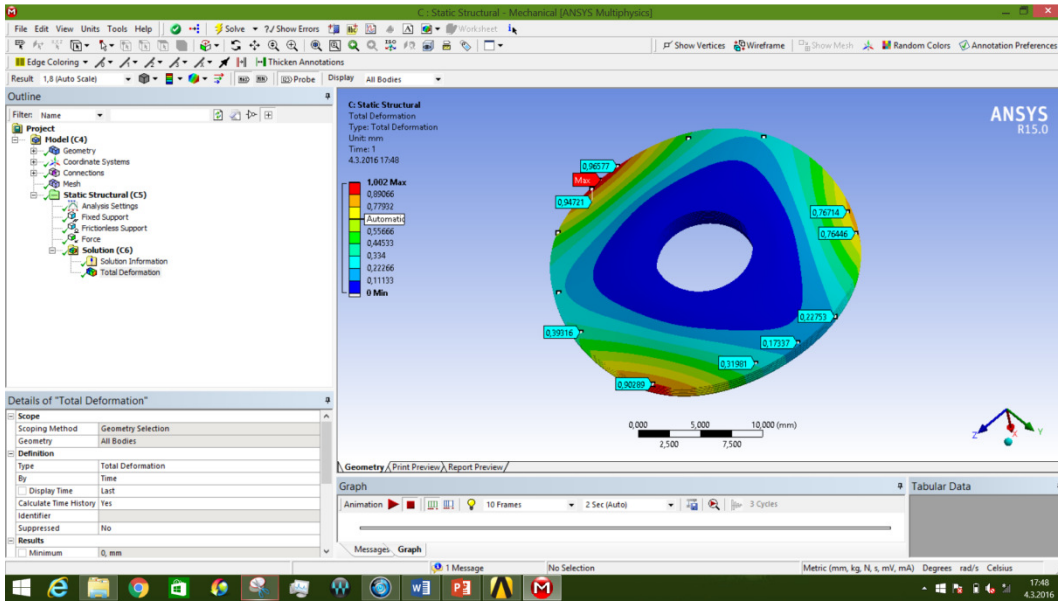 C : Static Structural - Mechanical [ANSYS Multiphysics]
File Edit View Units Tools Help Solve ?/ Show Errors Worksheet
Show Vertices Wireframe Show Mesh Random Colors Annotation Preferences
Edge Coloring Thicken Annotations
Result 1,8 (Auto Scale) Probe Display All Bodies
Outline
Filter: Name
Project
Model (C4)
Geometry
Coordinate Systems
Connections
Mesh
Static Structural (C5)
Analysis Settings
Fixed Support
Frictionless Support
Force
Solution (C6)
Solution Information
Total Deformation
C: Static Structural
Total Deformation
Type: Total Deformation
Unit: mm
Time: 1
4.3.2016 17:48
1,002 Max
0,89066
0,77932
Automatic
0,55666
0,44533
0,334
0,22266
0,11133
0 Min
ANSYS
R15.0
0,96577
Max
0,94721
0,76714
0,76446
0,22753
0,39316
0,17337
0,31981
0,90289
0,000 5,000 10,000 (mm)
2,500 7,500
Z X Y
Details of "Total Deformation"
Scope
Scoping Method Geometry Selection
Geometry All Bodies
Definition
Type Total Deformation
By Time
Display Time Last
Calculate Time History Yes
Identifier
Suppressed No
Results
Minimum 0, mm
Geometry Print Preview Report Preview
Graph
Animation 10 Frames 2 Sec (Auto) 3 Cycles
Messages Graph
Tabular Data
1 Message No Selection Metric (mm, kg, N, s, mV, mA) Degrees rad/s Celsius
17:48
4.3.2016